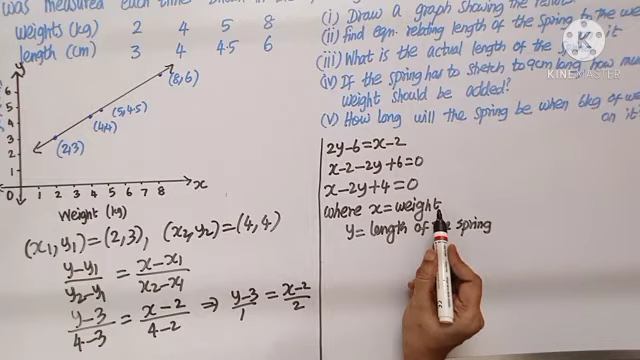 was measured each time
weights (kg) 2 4 5 8
length (cm) 3 4 4.5 6
(i) Draw a graph showing the
(ii) find eqn. relating length of the spring to the
(iii) What is the actual length of the
(iv) If the spring has to stretch to 9cm long how much
weight should be added?
(v) How long will the spring be when 6kg of
on it
KINEMASTER
y
6
5
4
3
2
1
0
1 2 3 4 5 6 7 8
x
Weight (kg)
(8,6)
(5,4.5)
(4,4)
(2,3)
(x₁,y₁)=(2,3), (x₂,y₂)=(4,4)
y-y₁/y₂-y₁ = x-x₁/x₂-x₁
y-3/4-3 = x-2/4-2 ⇒ y-3/1 = x-2/2
2y-6=x-2
x-2-2y+6=0
x-2y+4=0
where x=weight
y=length of the spring